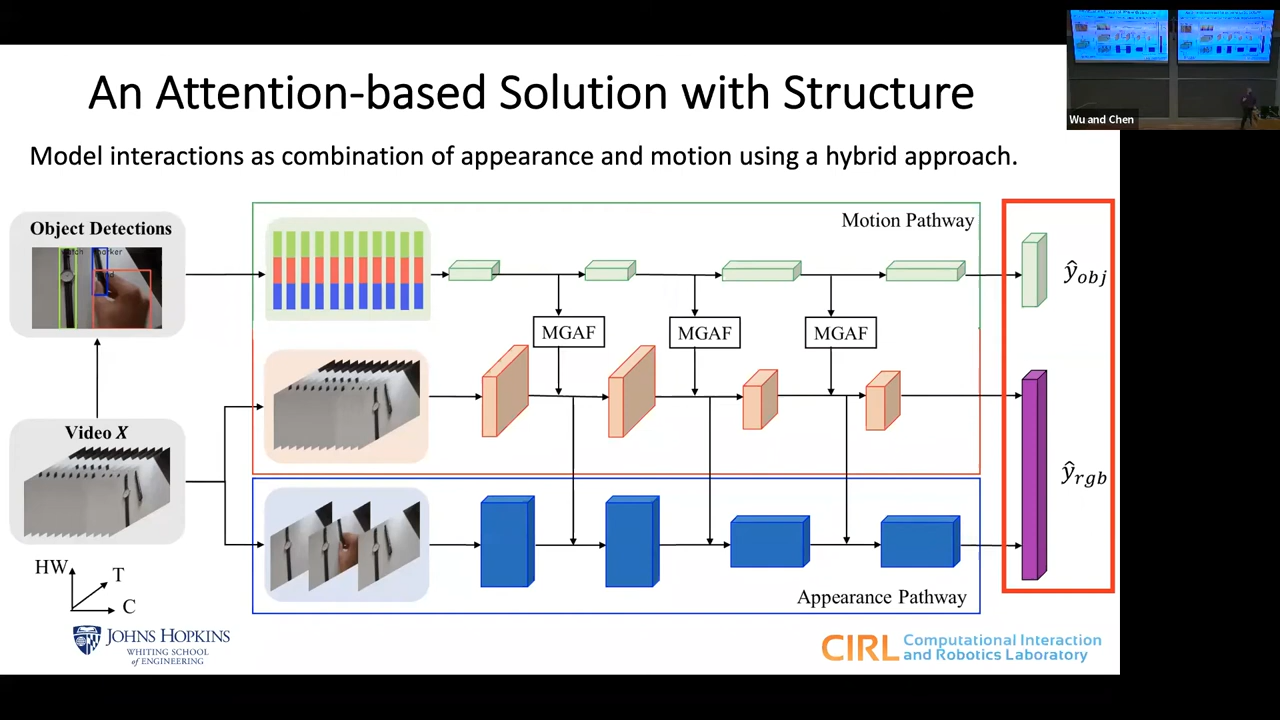 An Attention-based Solution with Structure
Model interactions as combination of appearance and motion using a hybrid approach.
Wu and Chen
Object Detections
Motion Pathway
ŷ_obj
MGAF
MGAF
MGAF
Video X
ŷ_rgb
HW
T
C
Appearance Pathway
JOHNS HOPKINS
WHITING SCHOOL
of ENGINEERING
CIRL
Computational Interaction
and Robotics Laboratory